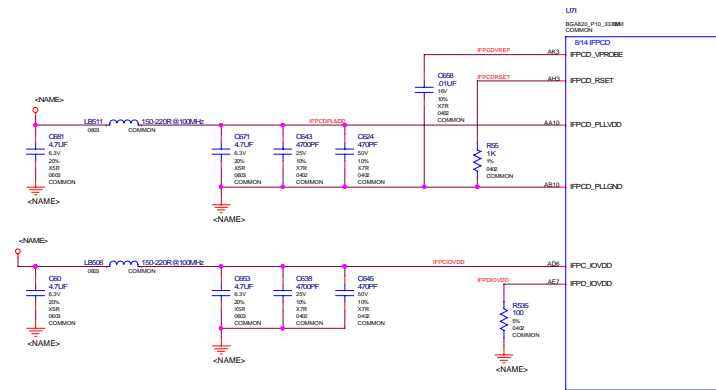 U7I
BGA820_P10_33
COMMON
8/14 IFPCD
IFPCDVREF
AK3
IFPCD_VPROBE
C658
.01UF
16V
10%
X7R
0402
COMMON
IFPCDRSET
AH3
IFPCD_RSET
<NAME>
LB511
150-220R@100MHz
0603
COMMON
IFPCDPLLVDD
AA10
IFPCD_PLLVDD
C681
4.7UF
6.3V
20%
X5R
0603
COMMON
<NAME>
C671
4.7UF
6.3V
20%
X5R
0603
COMMON
C643
4700PF
25V
10%
X7R
0402
COMMON
C624
470PF
50V
10%
X7R
0402
COMMON
R55
1K
1%
0402
COMMON
AB10
IFPCD_PLLGND
<NAME>
<NAME>
LB508
150-220R@100MHz
0603
COMMON
IFPCIOVDD
AD6
IFPC_IOVDD
IFPDIOVDD
AE7
IFPD_IOVDD
C60
4.7UF
6.3V
20%
X5R
0603
COMMON
<NAME>
C653
4.7UF
6.3V
20%
X5R
0603
COMMON
C638
4700PF
25V
10%
X7R
0402
COMMON
C645
470PF
50V
10%
X7R
0402
COMMON
<NAME>
R535
100
5%
0402
COMMON
<NAME>